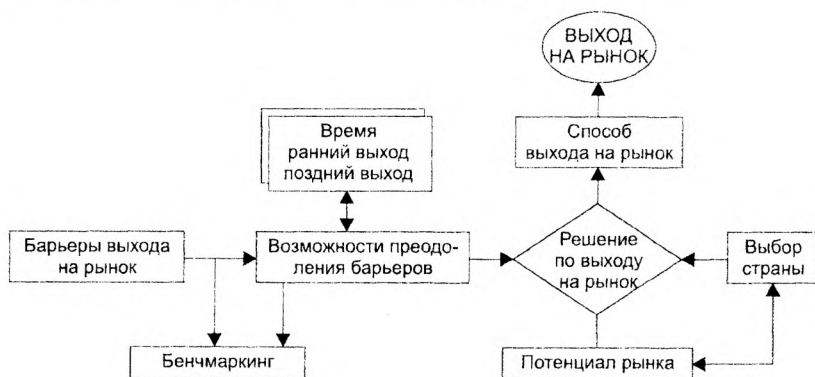 ВЫХОД
НА РЫНОК
Время
ранний выход
поздний выход
Способ
выхода на рынок
Барьеры выхода
на рынок
Возможности преодо-
ления барьеров
Решение
по выходу
на рынок
Выбор
страны
Бенчмаркинг
Потенциал рынка